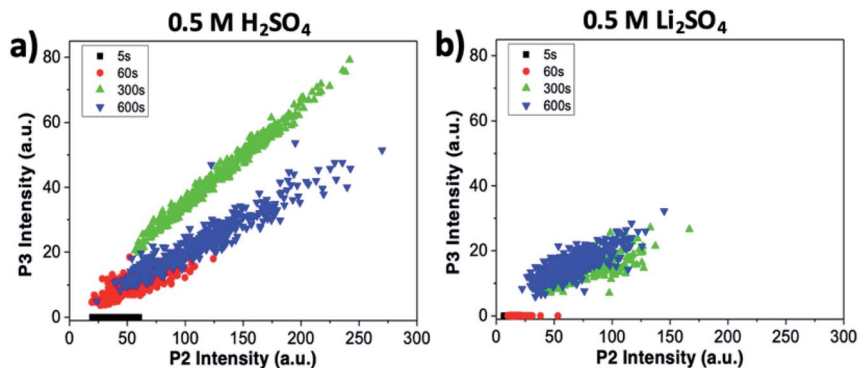 0.5 M H₂SO₄
a)
5s
60s
300s
600s
80
60
40
20
0
P3 Intensity (a.u.)
0 50 100 150 200 250 300
P2 Intensity (a.u.)
0.5 M Li₂SO₄
b)
5s
60s
300s
600s
80
60
40
20
0
P3 Intensity (a.u.)
0 50 100 150 200 250 300
P2 Intensity (a.u.)